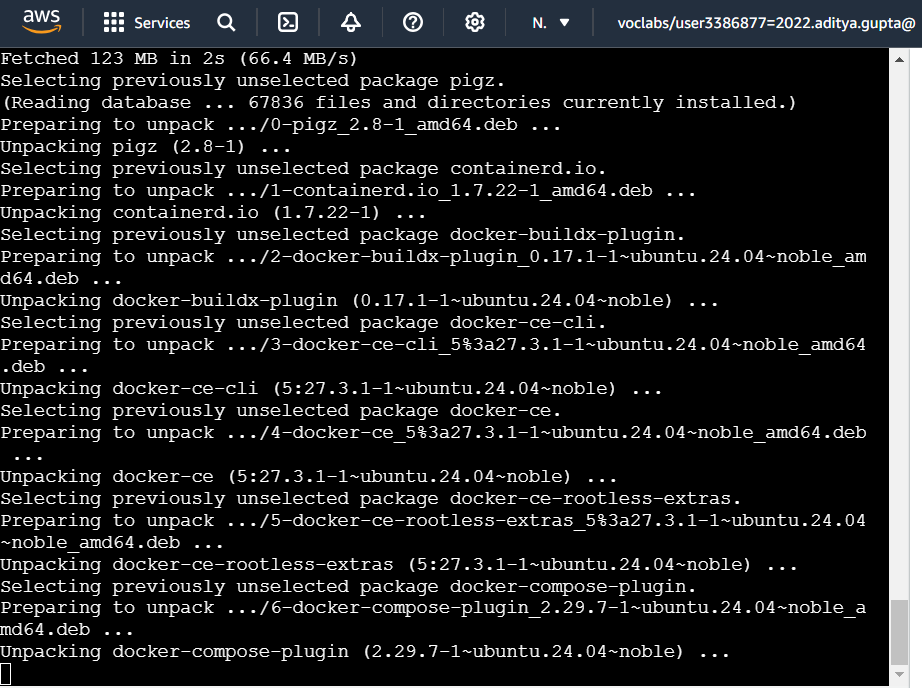 aws
Services
N.
voclabs/user3386877=2022.aditya.gupta@
Fetched 123 MB in 2s (66.4 MB/s)
Selecting previously unselected package pigz.
(Reading database ... 67836 files and directories currently installed.)
Preparing to unpack .../0-pigz_2.8-1_amd64.deb ...
Unpacking pigz (2.8-1) ...
Selecting previously unselected package containerd.io.
Preparing to unpack .../1-containerd.io_1.7.22-1_amd64.deb ...
Unpacking containerd.io (1.7.22-1) ...
Selecting previously unselected package docker-buildx-plugin.
Preparing to unpack .../2-docker-buildx-plugin_0.17.1-1~ubuntu.24.04~noble_am
d64.deb ...
Unpacking docker-buildx-plugin (0.17.1-1~ubuntu.24.04~noble) ...
Selecting previously unselected package docker-ce-cli.
Preparing to unpack .../3-docker-ce-cli_5%3a27.3.1-1~ubuntu.24.04~noble_amd64
.deb ...
Unpacking docker-ce-cli (5:27.3.1-1~ubuntu.24.04~noble) ...
Selecting previously unselected package docker-ce.
Preparing to unpack .../4-docker-ce_5%3a27.3.1-1~ubuntu.24.04~noble_amd64.deb
...
Unpacking docker-ce (5:27.3.1-1~ubuntu.24.04~noble) ...
Selecting previously unselected package docker-ce-rootless-extras.
Preparing to unpack .../5-docker-ce-rootless-extras_5%3a27.3.1-1~ubuntu.24.04
~noble_amd64.deb ...
Unpacking docker-ce-rootless-extras (5:27.3.1-1~ubuntu.24.04~noble) ...
Selecting previously unselected package docker-compose-plugin.
Preparing to unpack .../6-docker-compose-plugin_2.29.7-1~ubuntu.24.04~noble_a
md64.deb ...
Unpacking docker-compose-plugin (2.29.7-1~ubuntu.24.04~noble) ...